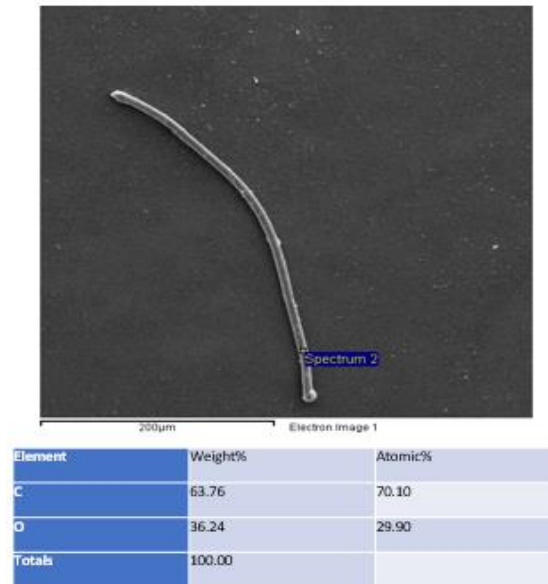 Spectrum 2
200µm Electron Image 1
Element Weight% Atomic%
C 63.76 70.10
O 36.24 29.90
Totals 100.00